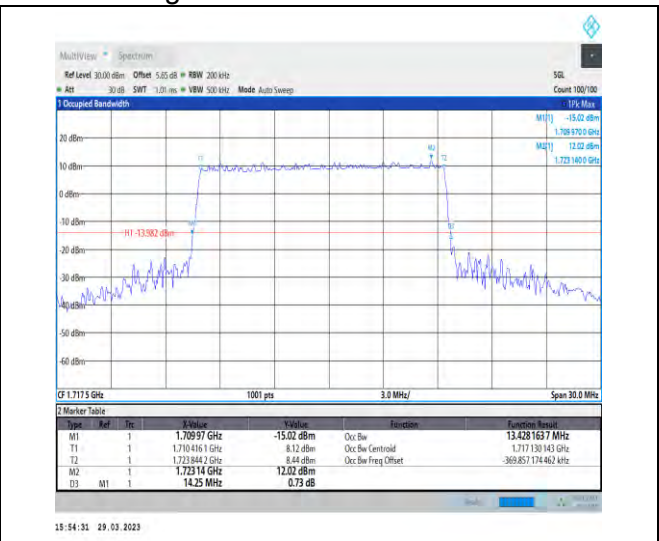 MultiView Spectrum
Ref Level 30.00 dBm Offset 5.65 dB RBW 200 kHz SGL
Att 30 dB SWT 1.01 ms VBW 500 kHz Mode Auto Sweep Count 100/100
1 Occupied Bandwidth 1Pk Max
M1[1] -15.02 dBm
1.709 970 0 GHz
M2[1] 12.02 dBm
1.723 140 0 GHz
20 dBm
M2
T1 T2
10 dBm
0 dBm
-10 dBm
H1 -13.982 dBm
-20 dBm
-30 dBm
-40 dBm
-50 dBm
-60 dBm
CF 1.717 5 GHz 1001 pts 3.0 MHz/ Span 30.0 MHz
2 Marker Table
Type Ref Trc X-Value Y-Value Function Function Result
M1 1 1.709 97 GHz -15.02 dBm Occ Bw 13.428 163 7 MHz
T1 1 1.710 416 1 GHz 8.12 dBm Occ Bw Centroid 1.717 130 143 GHz
T2 1 1.723 844 2 GHz 8.44 dBm Occ Bw Freq Offset -369.857 174 462 kHz
M2 1 1.723 14 GHz 12.02 dBm
D3 M1 1 14.25 MHz 0.73 dB
15:54:31 29.03.2023